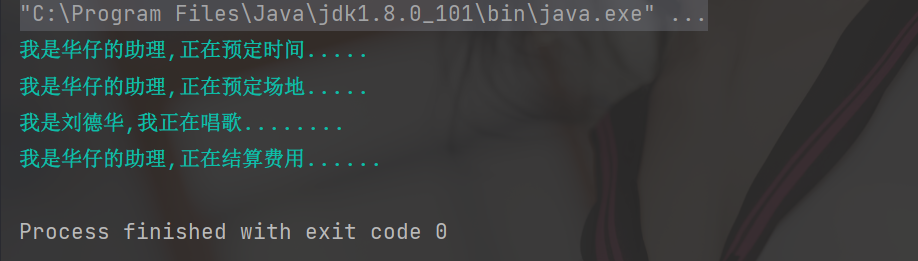 "C:\Program Files\Java\jdk1.8.0_101\bin\java.exe" ...
我是华仔的助理,正在预定时间.....
我是华仔的助理,正在预定场地.....
我是刘德华,我正在唱歌........
我是华仔的助理,正在结算费用......
Process finished with exit code 0